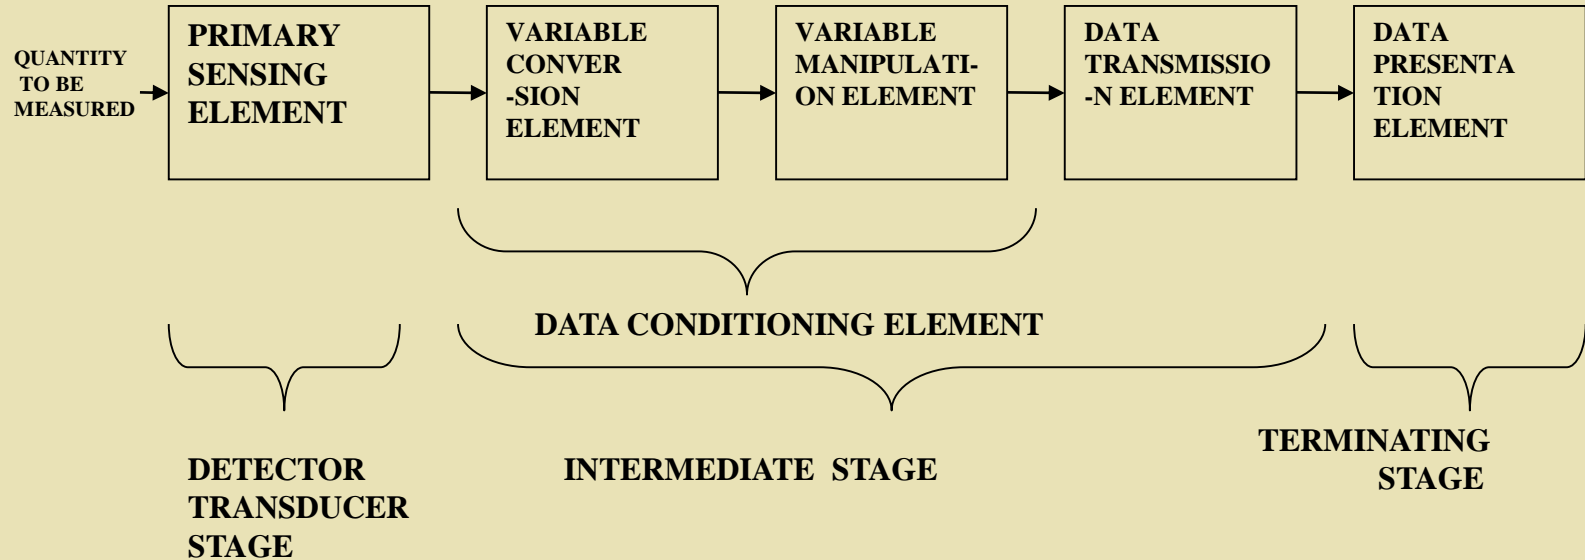 QUANTITY
TO BE
MEASURED
PRIMARY
SENSING
ELEMENT
VARIABLE
CONVER
-SION
ELEMENT
VARIABLE
MANIPULATI-
ON ELEMENT
DATA
TRANSMISSIO
-N ELEMENT
DATA
PRESENTA
TION
ELEMENT
DATA CONDITIONING ELEMENT
DETECTOR
TRANSDUCER
STAGE
INTERMEDIATE STAGE
TERMINATING
STAGE